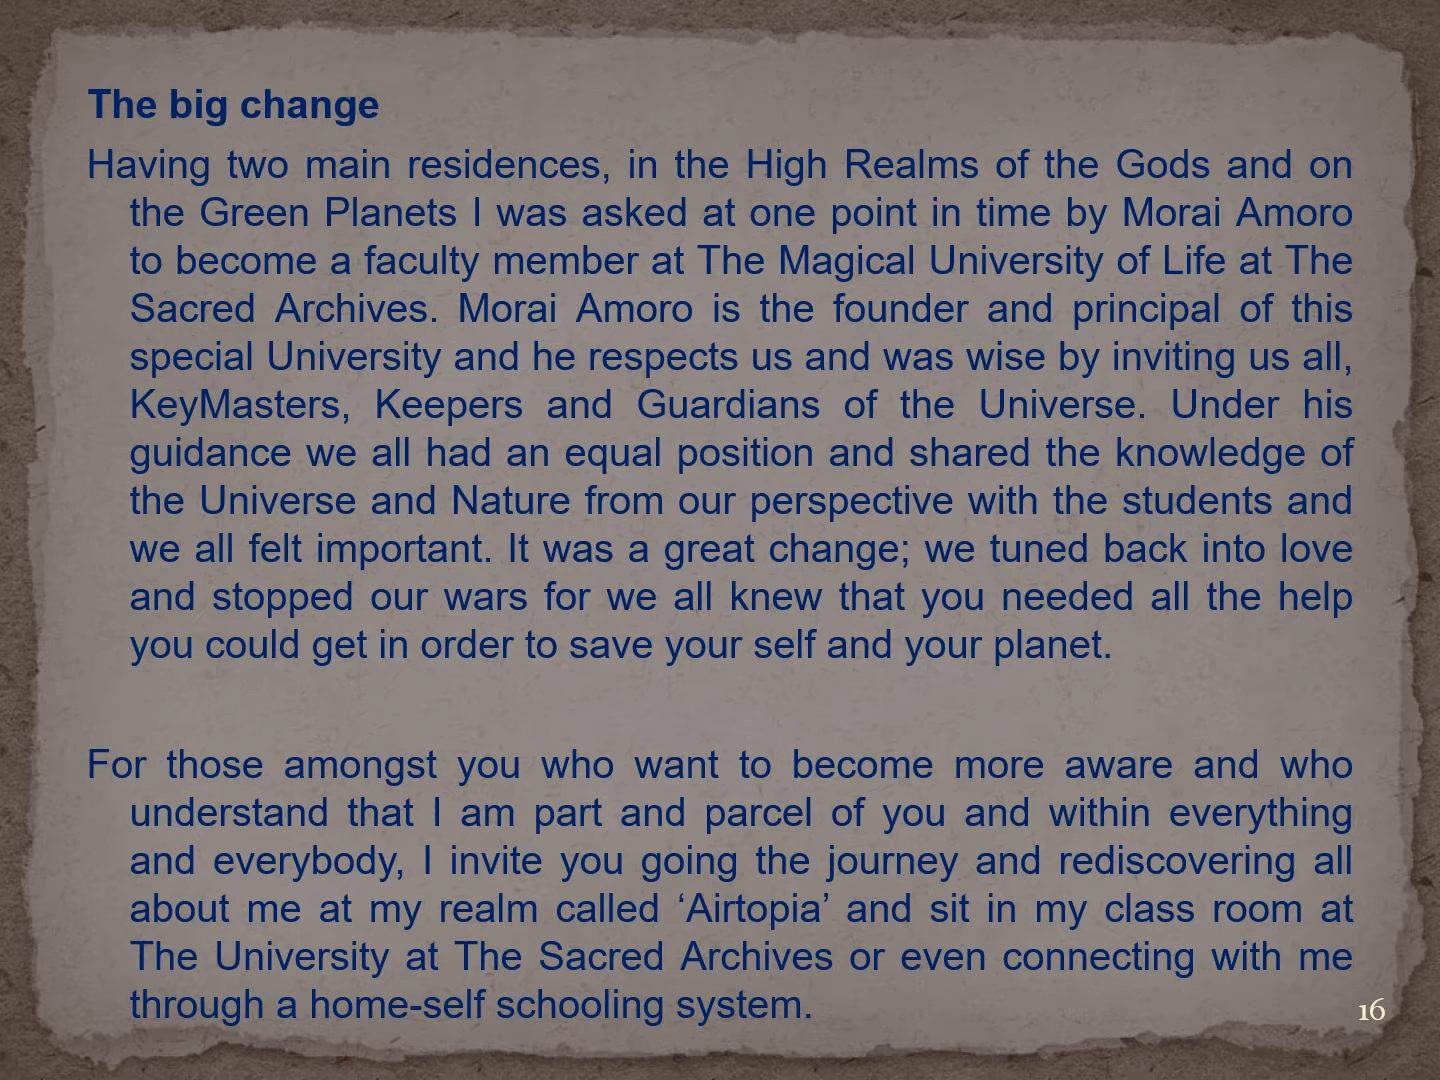 The big change
Having two main residences, in the High Realms of the Gods and on
the Green Planets I was asked at one point in time by Morai Amoro
to become a faculty member at The Magical University of Life at The
Sacred Archives. Morai Amoro is the founder and principal of this
special University and he respects us and was wise by inviting us all,
KeyMasters, Keepers and Guardians of the Universe. Under his
guidance we all had an equal position and shared the knowledge of
the Universe and Nature from our perspective with the students and
we all felt important. It was a great change; we tuned back into love
and stopped our wars for we all knew that you needed all the help
you could get in order to save your self and your planet.
For those amongst you who want to become more aware and who
understand that I am part and parcel of you and within everything
and everybody, I invite you going the journey and rediscovering all
about me at my realm called ‘Airtopia’ and sit in my class room at
The University at The Sacred Archives or even connecting with me
through a home-self schooling system.
16